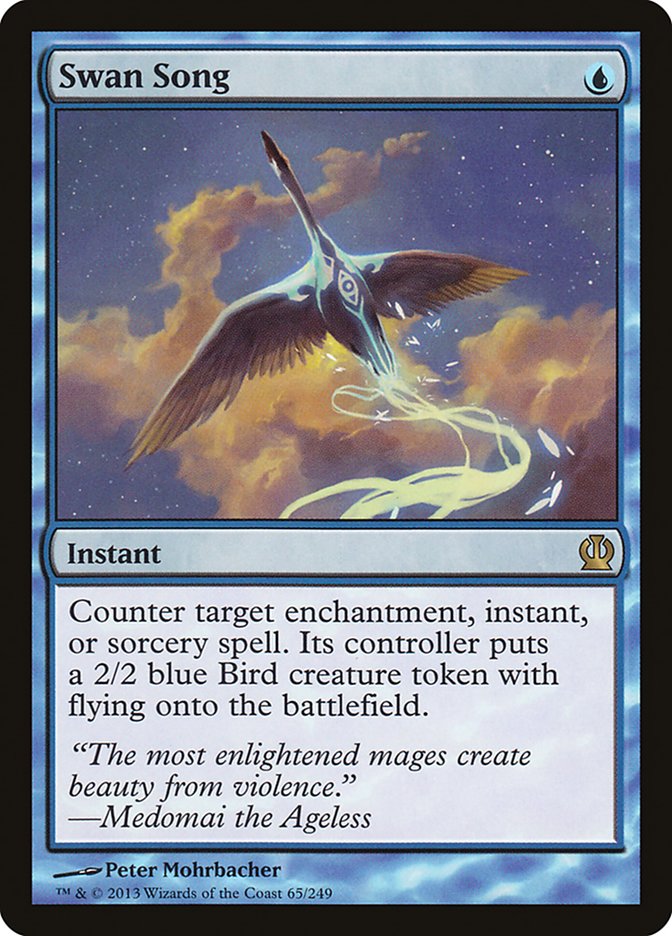 Swan Song
Instant
Counter target enchantment, instant,
or sorcery spell. Its controller puts
a 2/2 blue Bird creature token with
flying onto the battlefield.
“The most enlightened mages create
beauty from violence.”
—Medomai the Ageless
Peter Mohrbacher
™ & © 2013 Wizards of the Coast 65/249